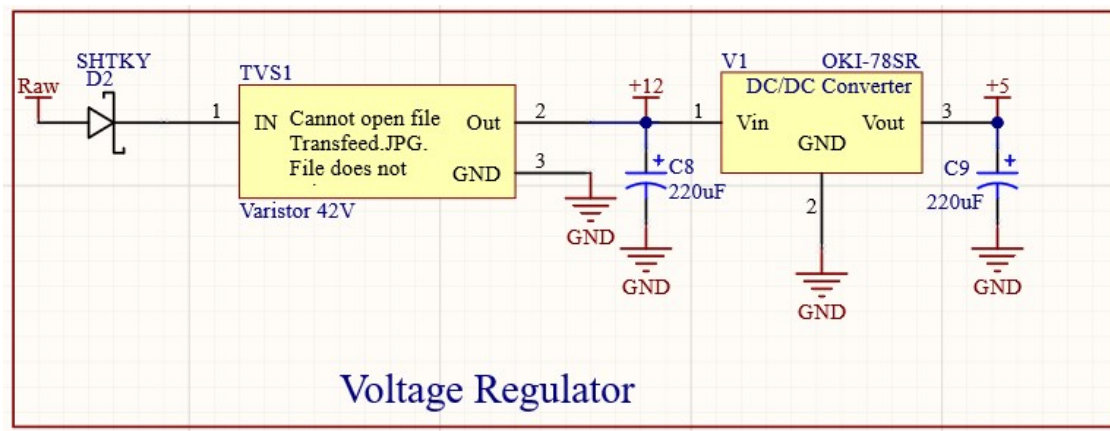 SHTKY
D2
Raw
TVS1
1
IN
Cannot open file
Transfeed.JPG.
File does not
Out
2
GND
3
Varistor 42V
GND
+12
+
C8
220uF
GND
V1
OKI-78SR
DC/DC Converter
1
Vin
Vout
GND
3
2
GND
+5
+
C9
220uF
GND
Voltage Regulator